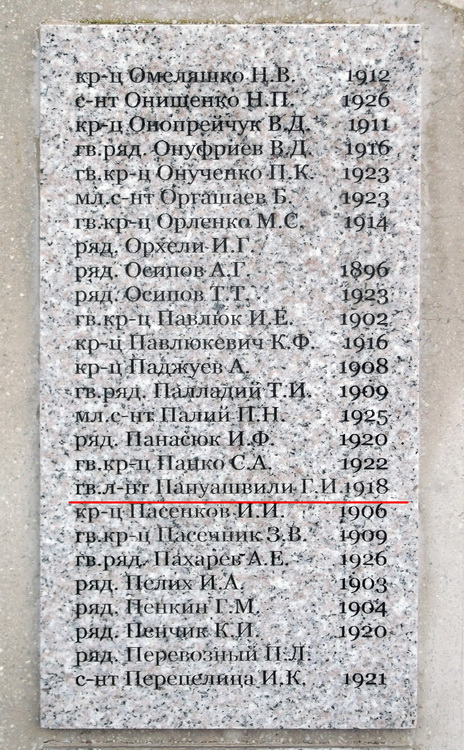 кр-ц Омеляшко Н.В. 1912
с-нт Онищенко Н.П. 1926
кр-ц Онопрейчук В.Д. 1911
гв.ряд. Онуфриев В.Д. 1916
гв.кр-ц Онученко П.К. 1923
мл.с-нт Орташаев Б. 1923
гв.кр-ц Орленко М.С. 1914
ряд. Орхели И.Г.
ряд. Осипов А.Г. 1896
ряд. Осипов Т.Т 1923
гв.кр-ц Павлюк И.Е. 1902
кр-ц Павлюкевич К.Ф. 1916
кр-ц Паджуев А. 1908
гв.ряд. Палладий Т.И. 1909
мл.с-нт Палий И.Н. 1925
ряд. Панасюк И.Ф. 1920
гв.кр-ц Панко С.А. 1922
гв.л-нт Пануашвили Г.И. 1918
кр-ц Пасенков И.И. 1906
гв.кр-ц Пасечник З.В. 1909
гв.ряд. Пахарев А.Е. 1926
ряд. Пелих И.А. 1903
ряд. Пенкин Г.М. 1904
ряд. Пенчик К.И. 1920
ряд. Перевозный П.Л.
с-нт Перепелица И.К. 1921